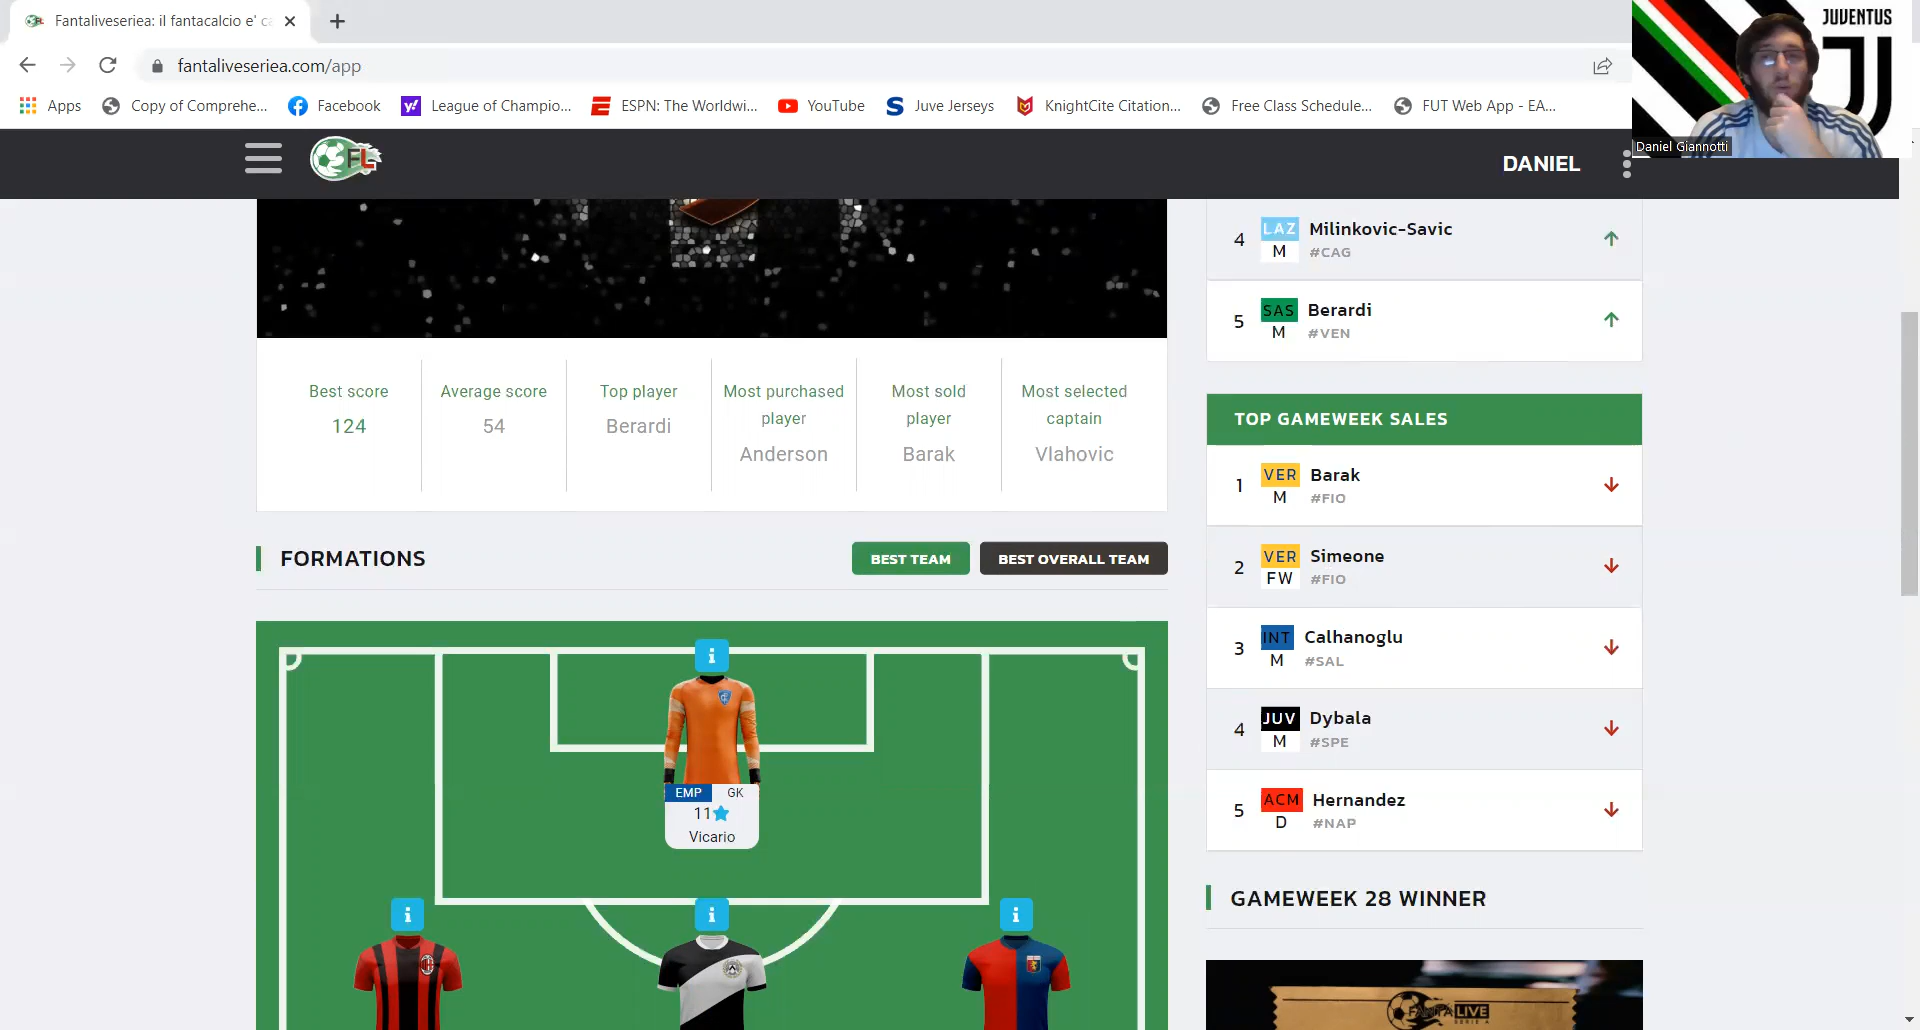 Fantaliveseriea: il fantacalcio e' ca
fantaliveseriea.com/app
Apps
Copy of Comprehe...
Facebook
League of Champio...
ESPN: The Worldwi...
YouTube
Juve Jerseys
KnightCite Citation...
Free Class Schedule...
FUT Web App - EA...
JUVENTUS
Daniel Giannotti
FL
DANIEL
4
LAZ
Milinkovic-Savic
M
#CAG
5
SAS
Berardi
M
#VEN
Best score
124
Average score
54
Top player
Berardi
Most purchased
player
Anderson
Most sold
player
Barak
Most selected
captain
Vlahovic
TOP GAMEWEEK SALES
1
VER
Barak
M
#FIO
2
VER
Simeone
FW
#FIO
3
INT
Calhanoglu
M
#SAL
4
JUV
Dybala
M
#SPE
5
ACM
Hernandez
D
#NAP
FORMATIONS
BEST TEAM
BEST OVERALL TEAM
EMP
GK
11
Vicario
GAMEWEEK 28 WINNER
FANTALIVE
SERIE A